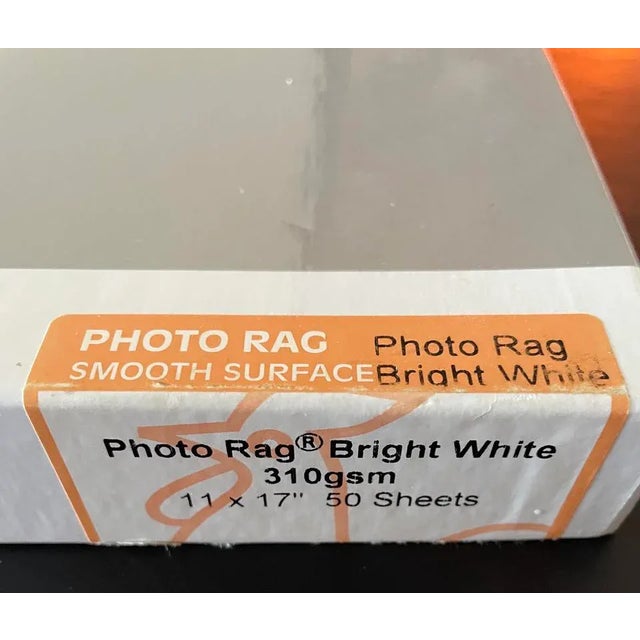 PHOTO RAG
SMOOTH SURFACE
Photo Rag
Bright White
Photo Rag® Bright White
310gsm
11 x 17" 50 Sheets